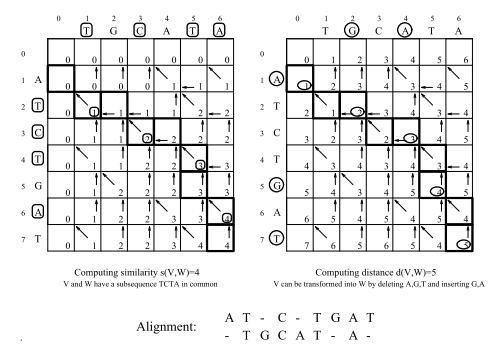 0 1 2 3 4 5 6
T G C A T A
0 0 0 0 0 0 0 0
1 A 0 0 0 0 1 1 1
2 T 0 1 1 1 1 2 2
3 C 0 1 1 2 2 2 2
4 T 0 1 1 2 2 3 3
5 G 0 1 2 2 2 3 3
6 A 0 1 2 2 3 3 4
7 T 0 1 2 2 3 4 4
Computing similarity s(V,W)=4
V and W have a subsequence TCTA in common
0 1 2 3 4 5 6
T G C A T A
0 0 1 2 3 4 5 6
1 A 1 2 3 4 3 4 5
2 T 2 1 2 3 4 3 4
3 C 3 2 3 2 3 4 5
4 T 4 3 4 3 4 3 4
5 G 5 4 3 4 5 4 5
6 A 6 5 4 5 4 5 4
7 T 7 6 5 6 5 4 5
Computing distance d(V,W)=5
V can be transformed into W by deleting A,G,T and inserting G,A
Alignment:
A T - C - T G A T
- T G C A T - A -